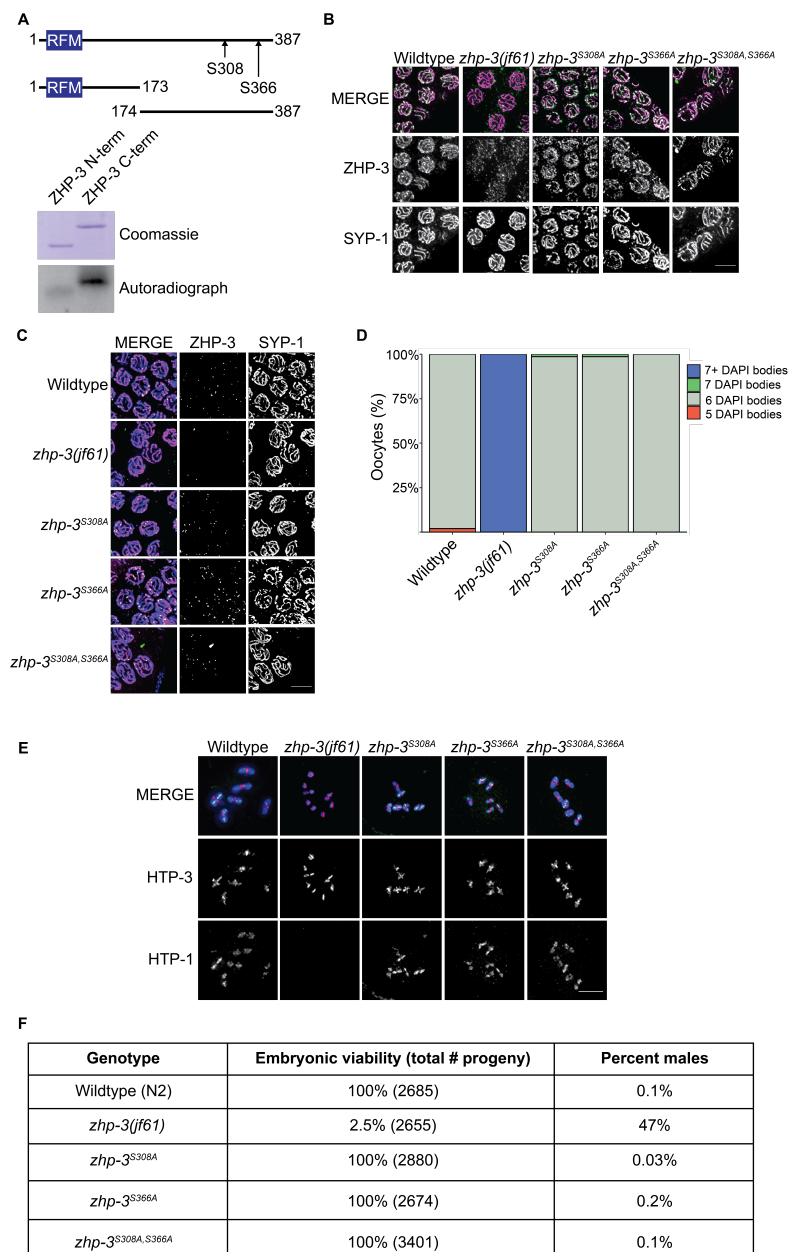 A
1 RFM 387
S308
S366
1 RFM 173
174 387
ZHP-3 N-term
ZHP-3 C-term
Coomassie
Autoradiograph
B
Wildtype zhp-3(jf61) zhp-3S308A zhp-3S366A zhp-3S308A,S366A
MERGE
ZHP-3
SYP-1
C
MERGE ZHP-3 SYP-1
Wildtype
zhp-3(jf61)
zhp-3S308A
zhp-3S366A
zhp-3S308A,S366A
D
100%
75%
50%
25%
Oocytes (%)
7+ DAPI bodies
7 DAPI bodies
6 DAPI bodies
5 DAPI bodies
Wildtype
zhp-3(jf61)
zhp-3S308A
zhp-3S366A
zhp-3S308A,S366A
E
Wildtype zhp-3(jf61) zhp-3S308A zhp-3S366A zhp-3S308A,S366A
MERGE
HTP-3
HTP-1
F
Genotype Embryonic viability (total # progeny) Percent males
Wildtype (N2) 100% (2685) 0.1%
zhp-3(jf61) 2.5% (2655) 47%
zhp-3S308A 100% (2880) 0.03%
zhp-3S366A 100% (2674) 0.2%
zhp-3S308A,S366A 100% (3401) 0.1%